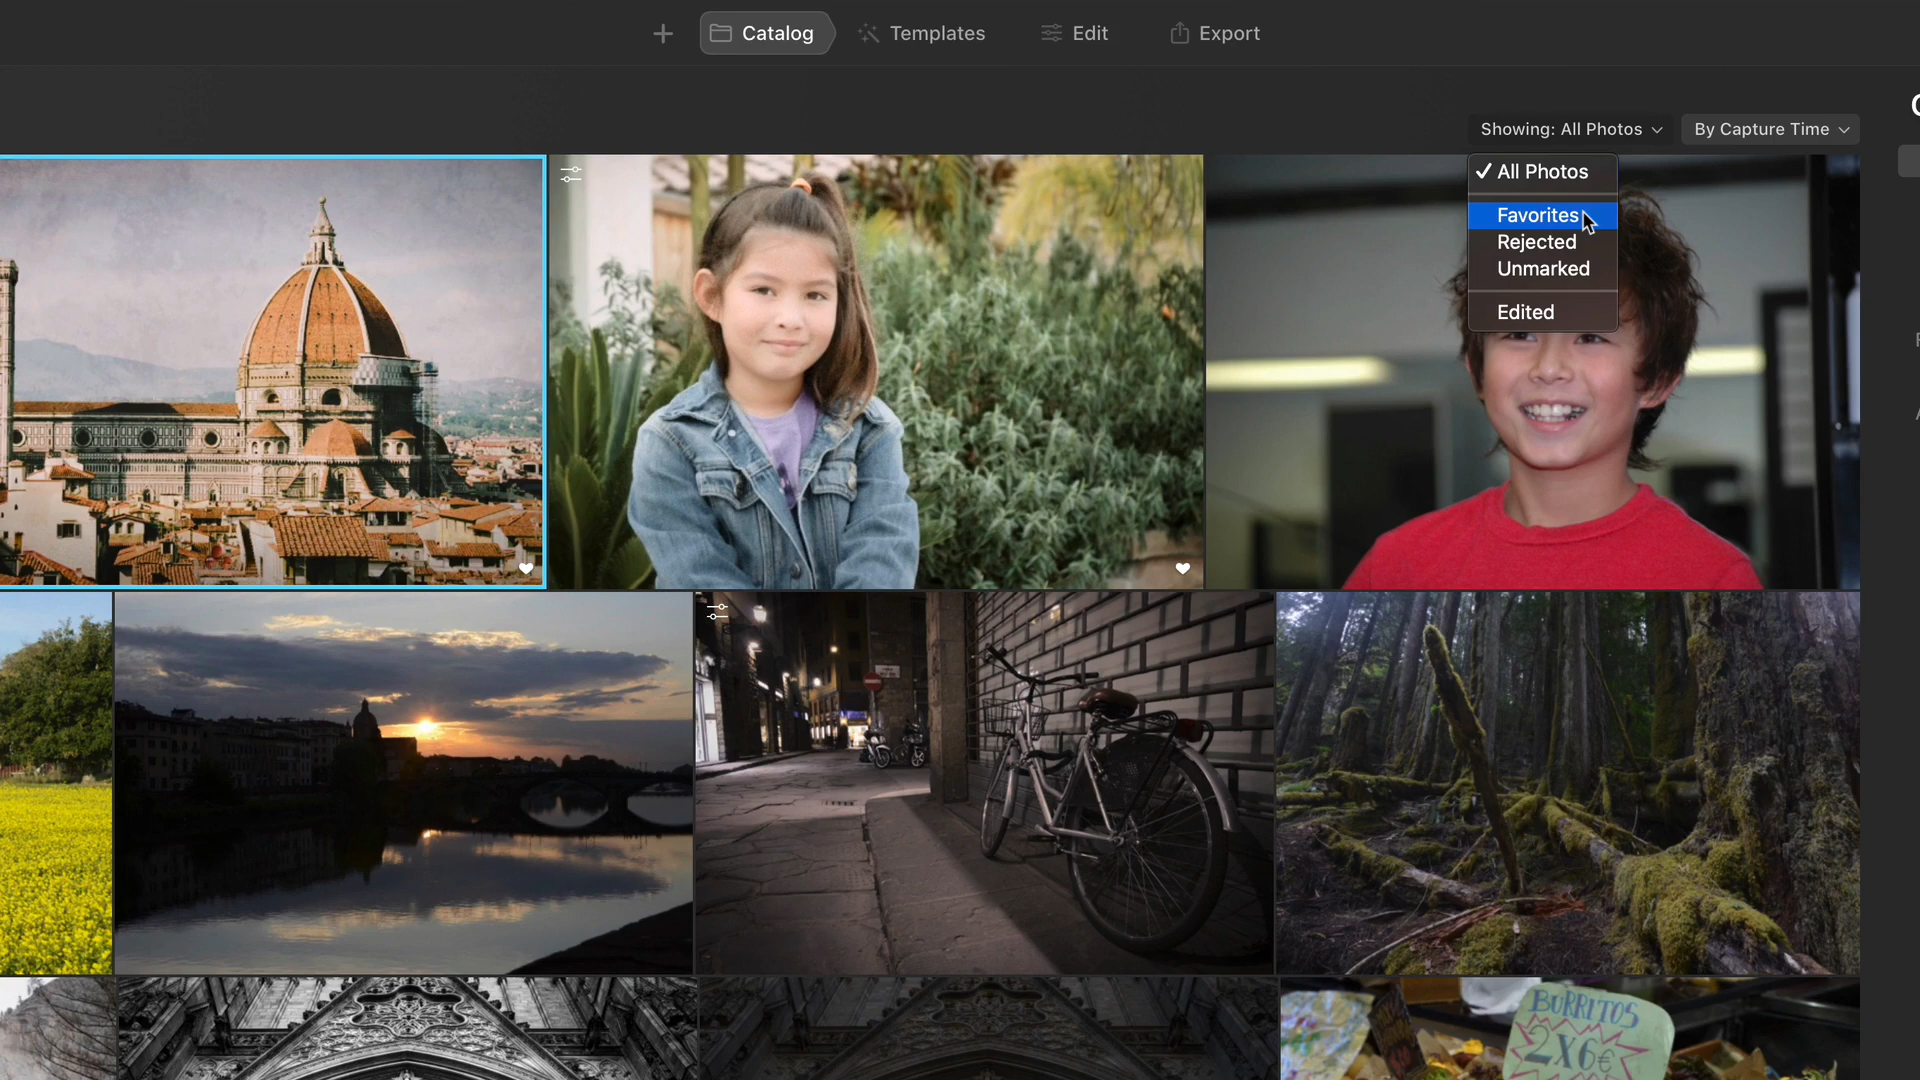 Catalog
Templates
Edit
Export
Showing: All Photos
By Capture Time
All Photos
Favorites
Rejected
Unmarked
Edited
BURRITOS
2X6€